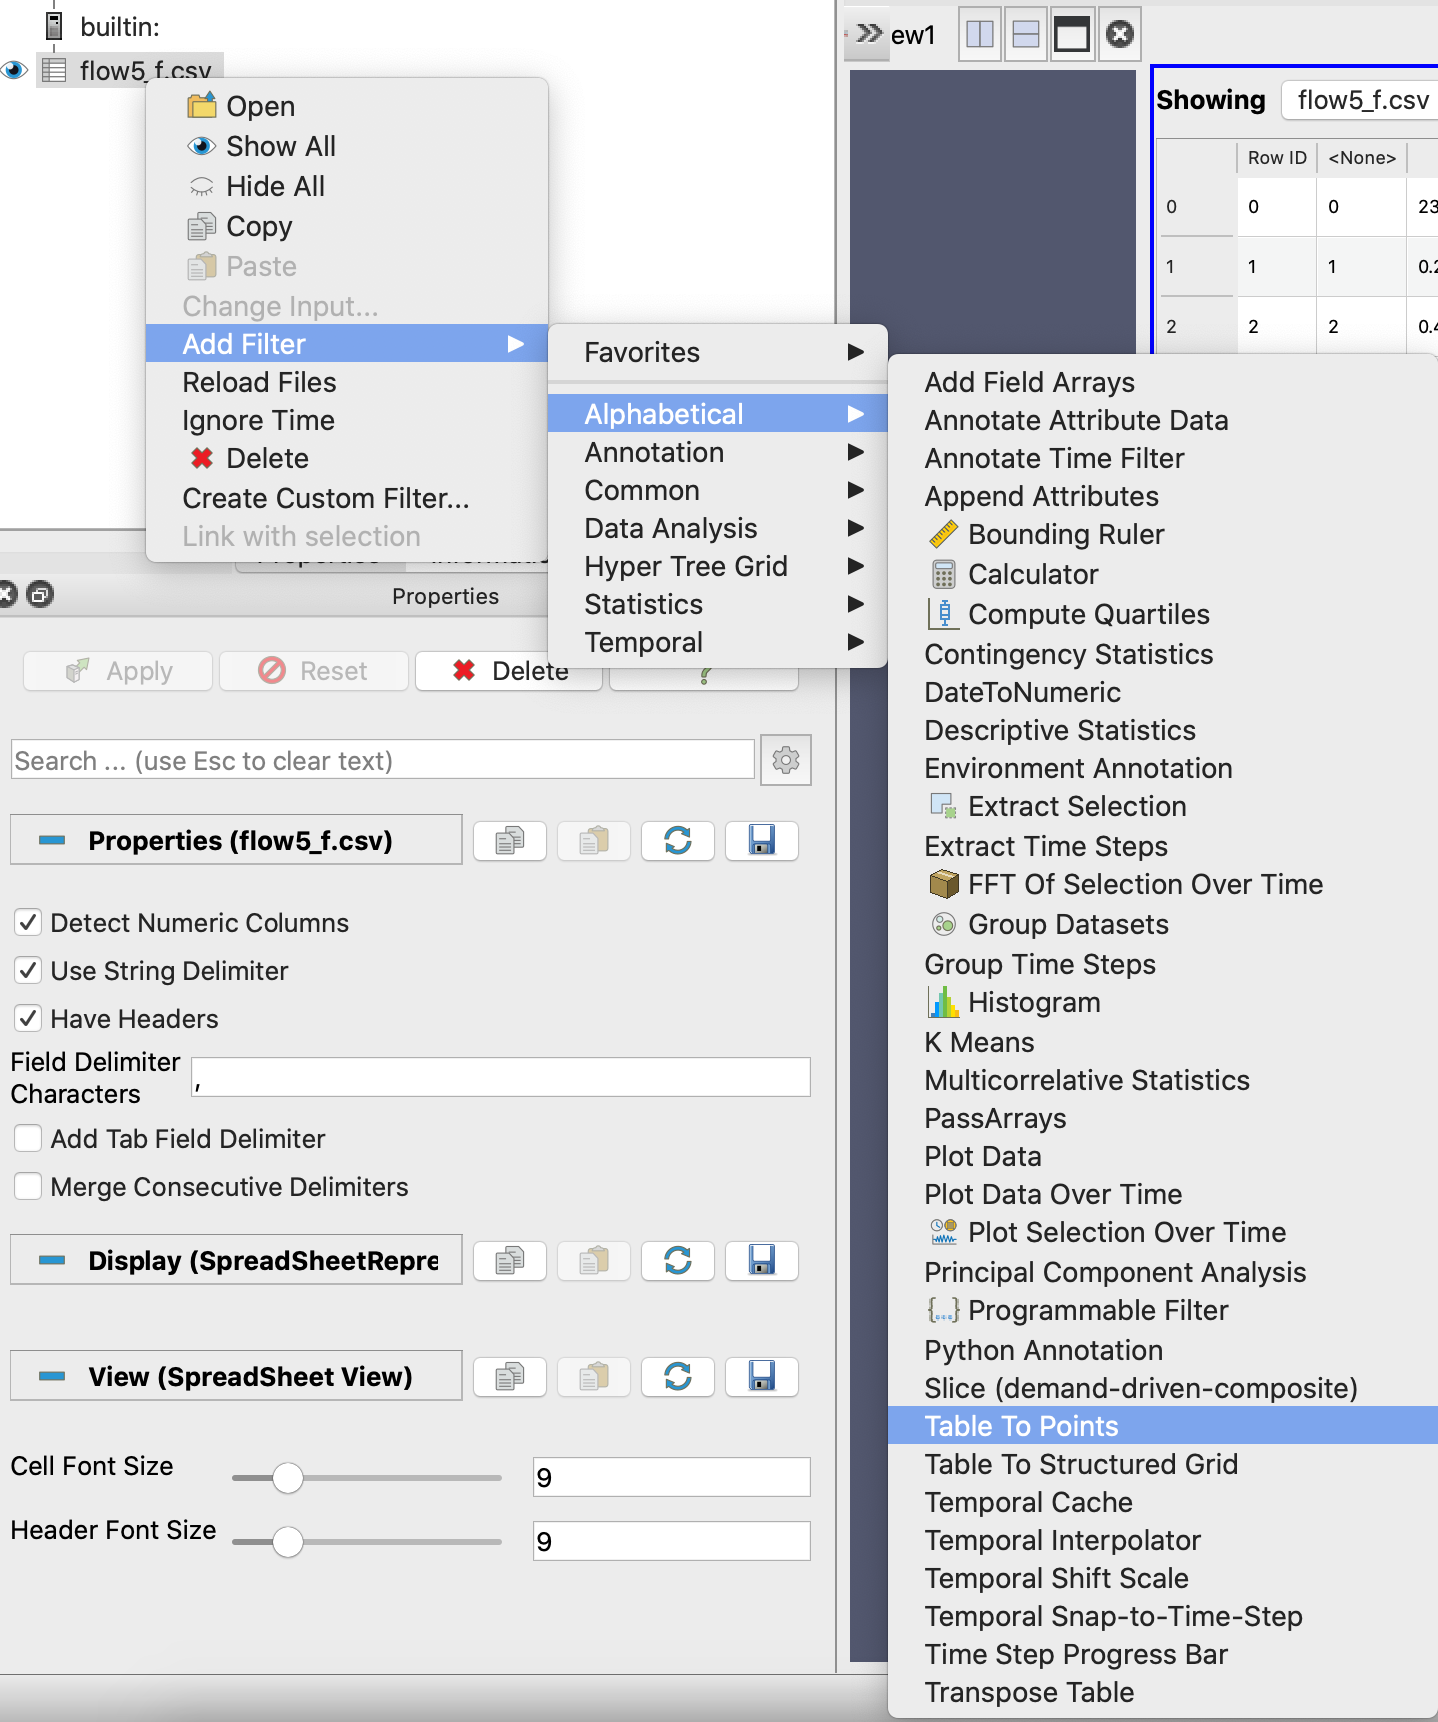 builtin:
flow5_f.csv
Open
Show All
Hide All
Copy
Paste
Change Input...
Add Filter
Reload Files
Ignore Time
Delete
Create Custom Filter...
Link with selection
Favorites
Alphabetical
Annotation
Common
Data Analysis
Hyper Tree Grid
Statistics
Temporal
Add Field Arrays
Annotate Attribute Data
Annotate Time Filter
Append Attributes
Bounding Ruler
Calculator
Compute Quartiles
Contingency Statistics
DateToNumeric
Descriptive Statistics
Environment Annotation
Extract Selection
Extract Time Steps
FFT Of Selection Over Time
Group Datasets
Group Time Steps
Histogram
K Means
Multicorrelative Statistics
PassArrays
Plot Data
Plot Data Over Time
Plot Selection Over Time
Principal Component Analysis
Programmable Filter
Python Annotation
Slice (demand-driven-composite)
Table To Points
Table To Structured Grid
Temporal Cache
Temporal Interpolator
Temporal Shift Scale
Temporal Snap-to-Time-Step
Time Step Progress Bar
Transpose Table
ew1
Showing flow5_f.csv
Row ID <None>
0 0 0 23
1 1 1 0.2
2 2 2 0.4
Properties
Apply Reset Delete ?
Search ... (use Esc to clear text)
Properties (flow5_f.csv)
Detect Numeric Columns
Use String Delimiter
Have Headers
Field Delimiter
Characters ,
Add Tab Field Delimiter
Merge Consecutive Delimiters
Display (SpreadSheetRepre
View (SpreadSheet View)
Cell Font Size 9
Header Font Size 9